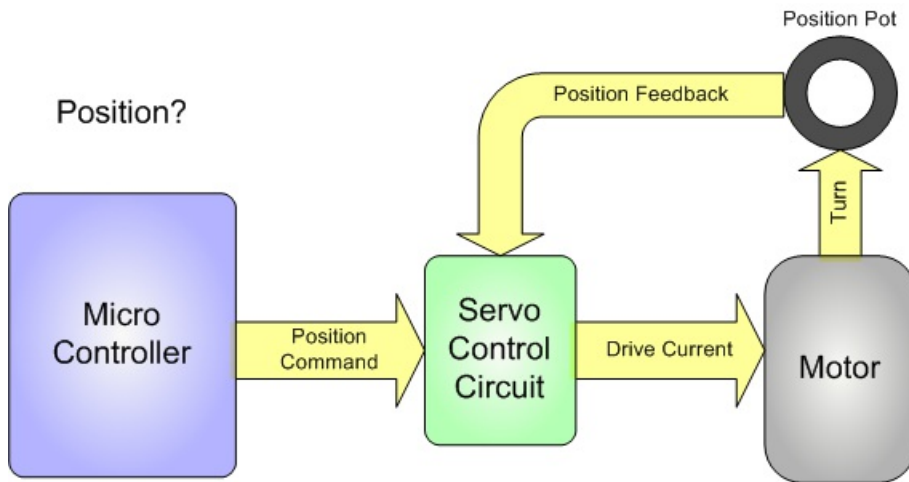 Position Pot
Position Feedback
Position?
Turn
Micro
Controller
Position
Command
Servo
Control
Circuit
Drive Current
Motor